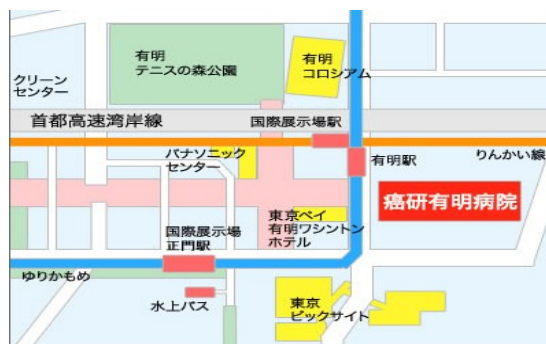 有明
テニスの森公園
有明
コロシアム
クリーン
センター
首都高速湾岸線
国際展示場駅
パナソニック
センター
有明駅
りんかい線
癌研有明病院
東京ベイ
有明ワシントン
ホテル
国際展示場
正門駅
ゆりかもめ
水上バス
東京
ビックサイト